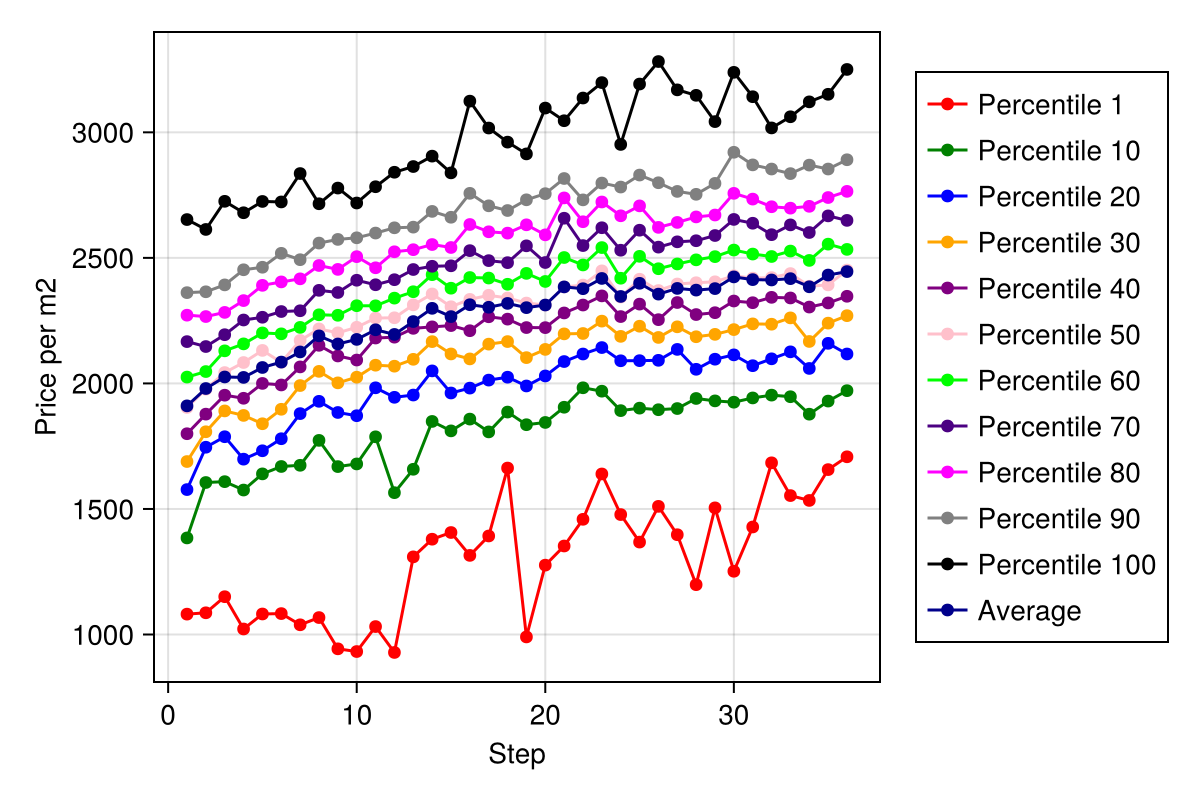 Price per m2
3000
2500
2000
1500
1000
0
10
20
30
Step
Percentile 1
Percentile 10
Percentile 20
Percentile 30
Percentile 40
Percentile 50
Percentile 60
Percentile 70
Percentile 80
Percentile 90
Percentile 100
Average